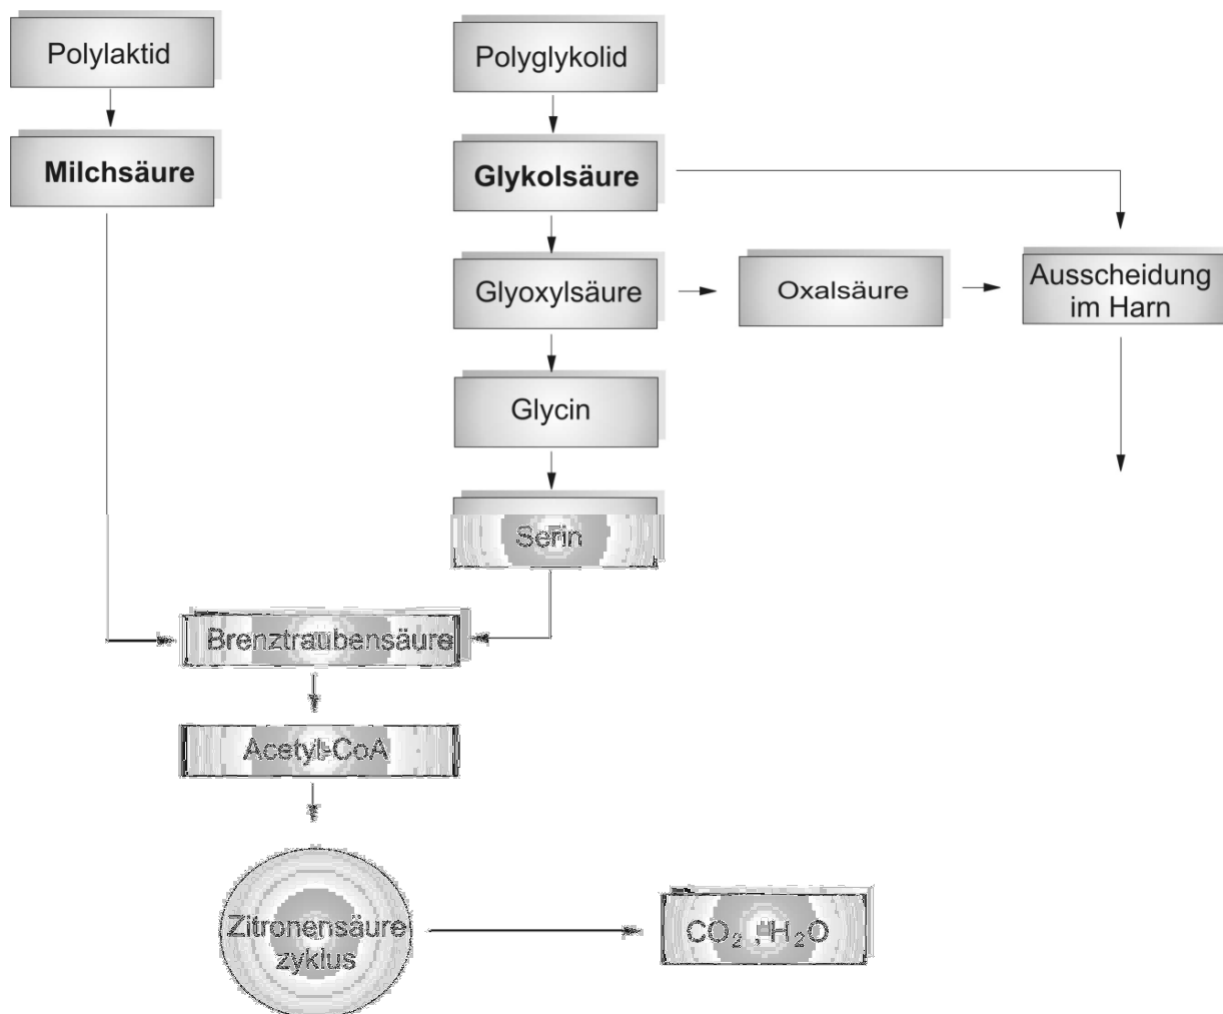 Polylaktid
Polyglykolid
Milchsäure
Glykolsäure
Glyoxylsäure
Oxalsäure
Ausscheidung
im Harn
Glycin
Serin
Brenztraubensäure
Acetyl-CoA
Zitronensäure
zyklus
CO₂ , H₂O